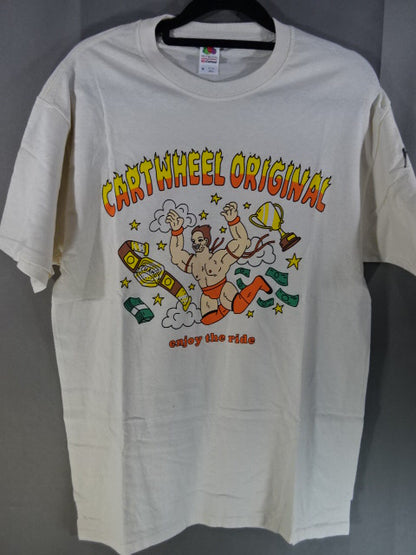 CARTWHEEL ORIGINAL
enjoy the ride